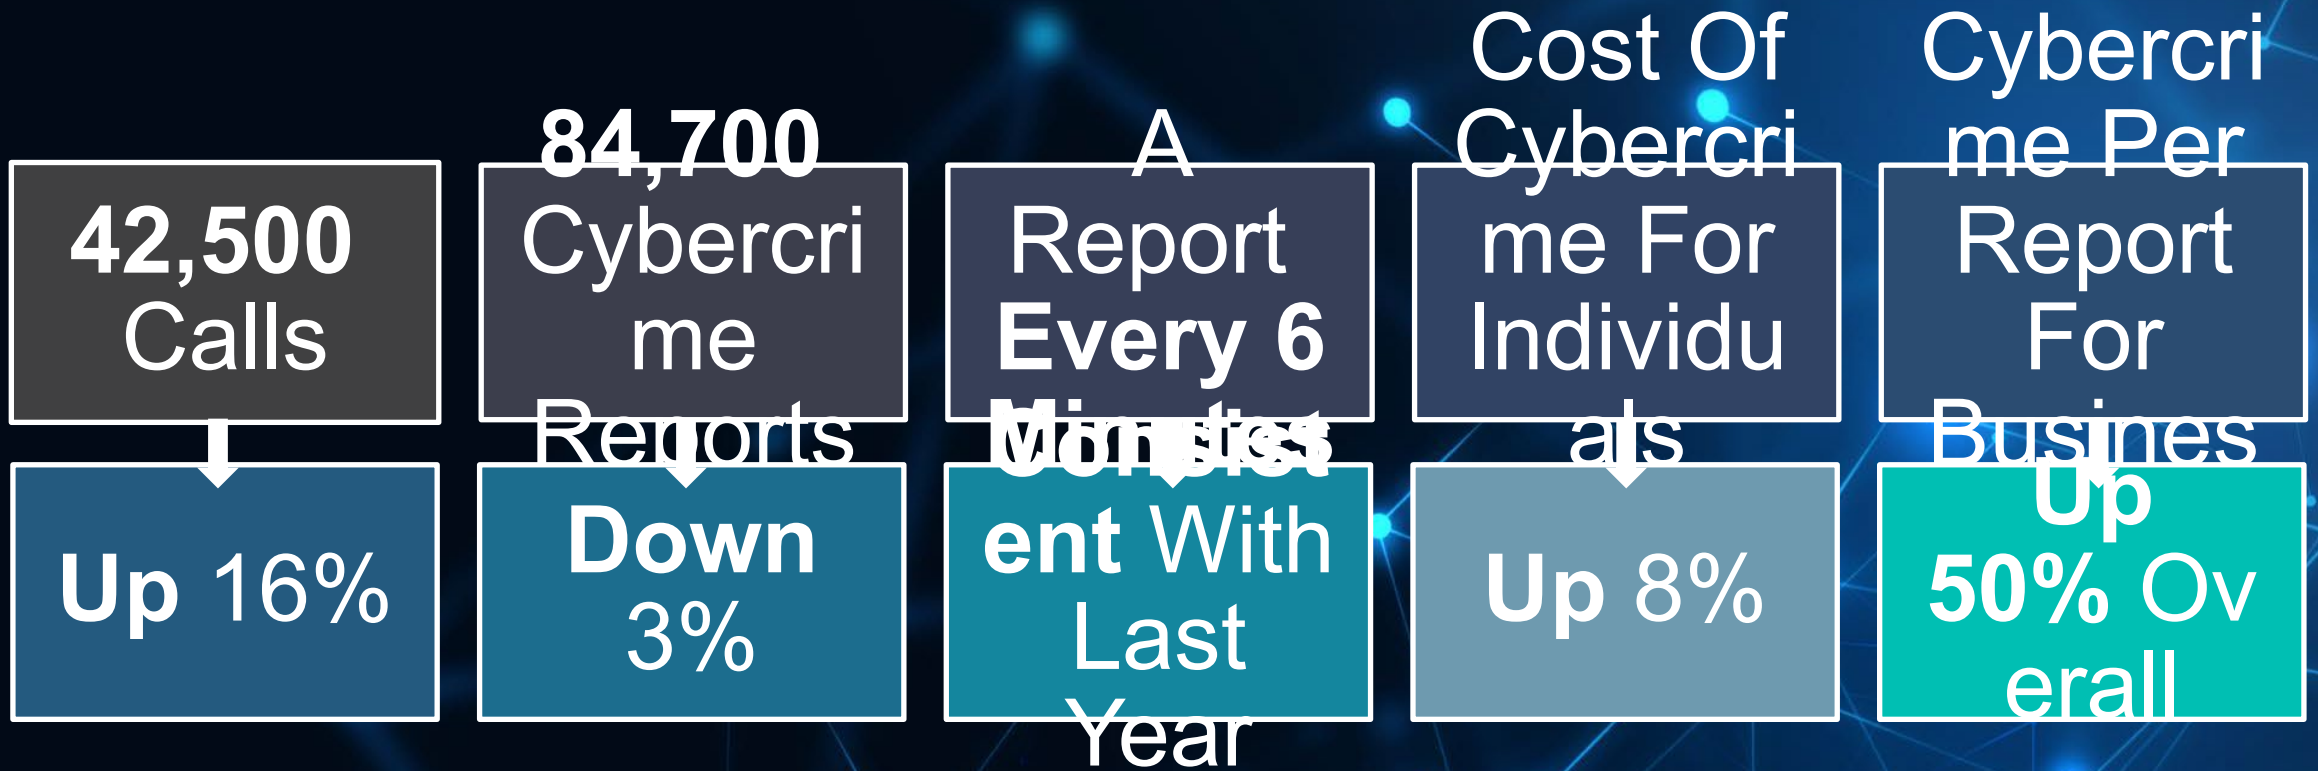 42,500
Calls
Up 16%
84,700
Cybercri
me
Reports
Down
3%
A
Report
Every 6
Minutes
Consist
ent With
Last
Year
Cost Of
Cybercri
me For
Individu
als
Up 8%
Cybercri
me Per
Report
For
Busines
Up
50% Ov
erall